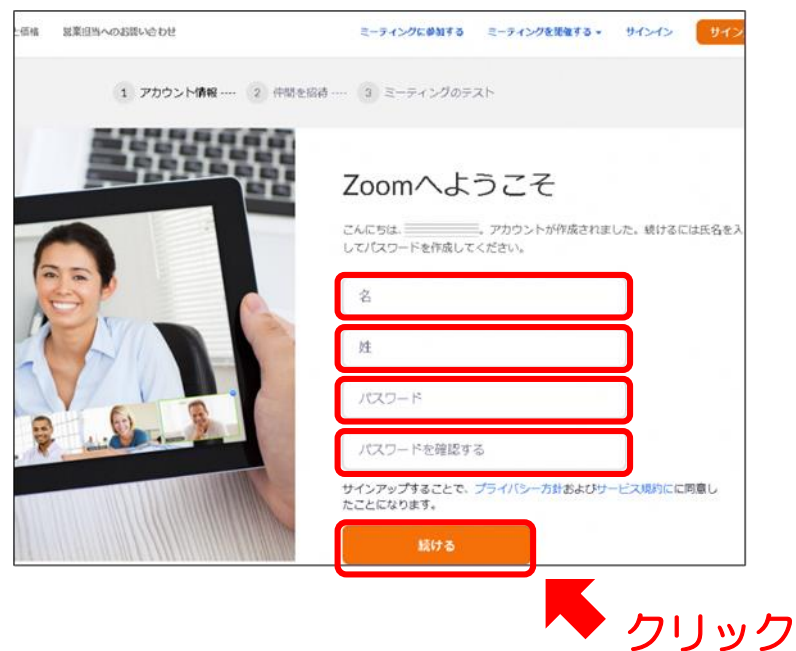 と価格 営業担当へのお問い合わせ ミーティングに参加する ミーティングを開催する サインイン サイン
1 アカウント情報 ---- 2 仲間を招待 ---- 3 ミーティングのテスト
Zoomへようこそ
こんにちは、 。アカウントが作成されました。続けるには氏名を入
してパスワードを作成してください。
名
姓
パスワード
パスワードを確認する
サインアップすることで、プライバシー方針およびサービス規約にに同意し
たことになります。
続ける
クリック